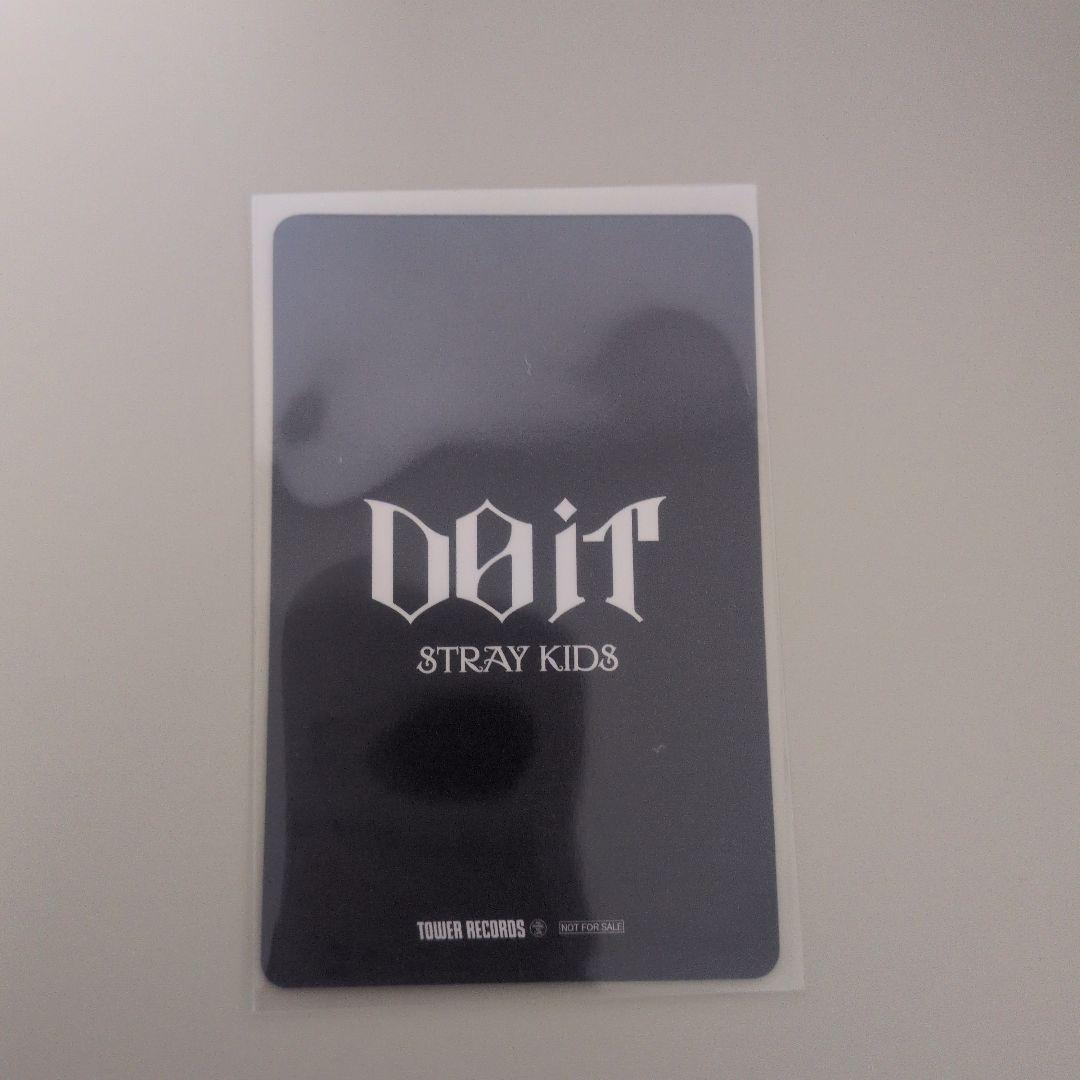 DO iT
STRAY KIDS
TOWER RECORDS NOT FOR SALE